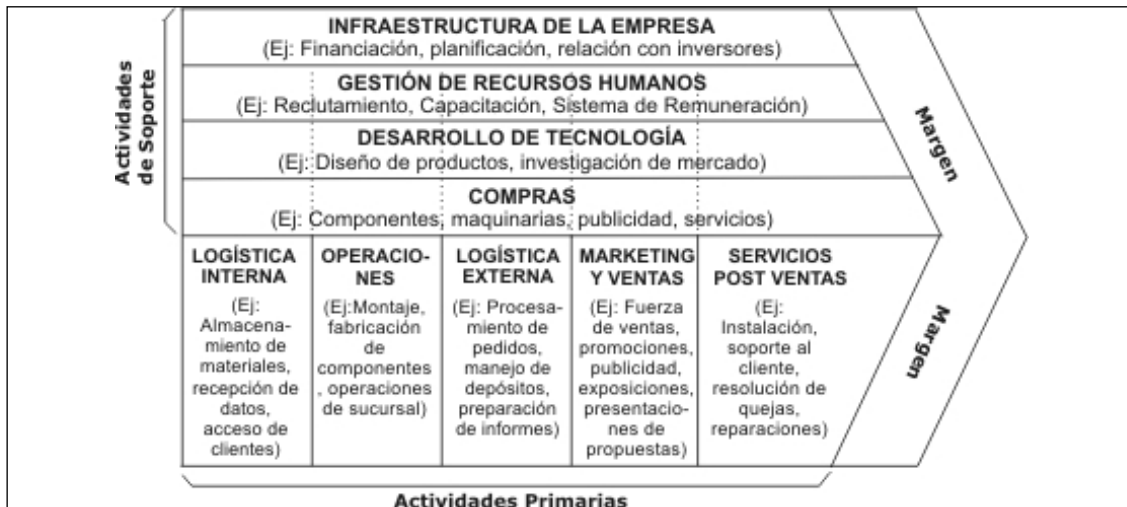 INFRAESTRUCTURA DE LA EMPRESA
(Ej: Financiación, planificación, relación con inversores)
GESTIÓN DE RECURSOS HUMANOS
(Ej: Reclutamiento, Capacitación, Sistema de Remuneración)
DESARROLLO DE TECNOLOGÍA
(Ej: Diseño de productos, investigación de mercado)
COMPRAS
(Ej: Componentes, maquinarias, publicidad, servicios)
Actividades
de Soporte
Margen
LOGÍSTICA
INTERNA
(Ej:
Almacena-
miento de
materiales,
recepción de
datos,
acceso de
clientes)
OPERACIO-
NES
(Ej:Montaje,
fabricación
de
componentes
, operaciones
de sucursal)
LOGÍSTICA
EXTERNA
(Ej: Procesa-
miento de
pedidos,
manejo de
depósitos,
preparación
de informes)
MARKETING
Y VENTAS
(Ej: Fuerza
de ventas,
promociones,
publicidad,
exposiciones,
presentacio-
nes de
propuestas)
SERVICIOS
POST VENTAS
(Ej:
Instalación,
soporte al
cliente,
resolución de
quejas,
reparaciones)
Margen
Actividades Primarias